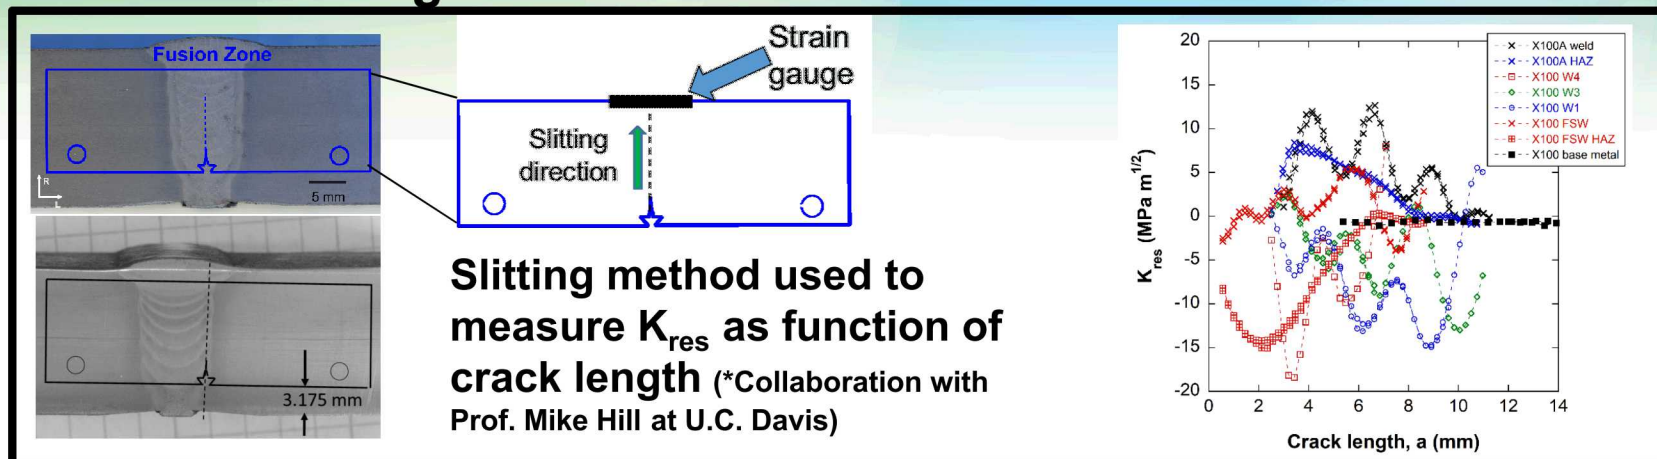 Fusion Zone
R
L
5 mm
3.175 mm
Strain
gauge
Slitting
direction
Slitting method used to
measure Kres as function of
crack length (*Collaboration with
Prof. Mike Hill at U.C. Davis)
20
15
10
5
0
-5
-10
-15
-20
Kres (MPa m1/2)
0 2 4 6 8 10 12 14
Crack length, a (mm)
X100A weld
X100A HAZ
X100 W4
X100 W3
X100 W1
X100 FSW
X100 FSW HAZ
X100 base metal